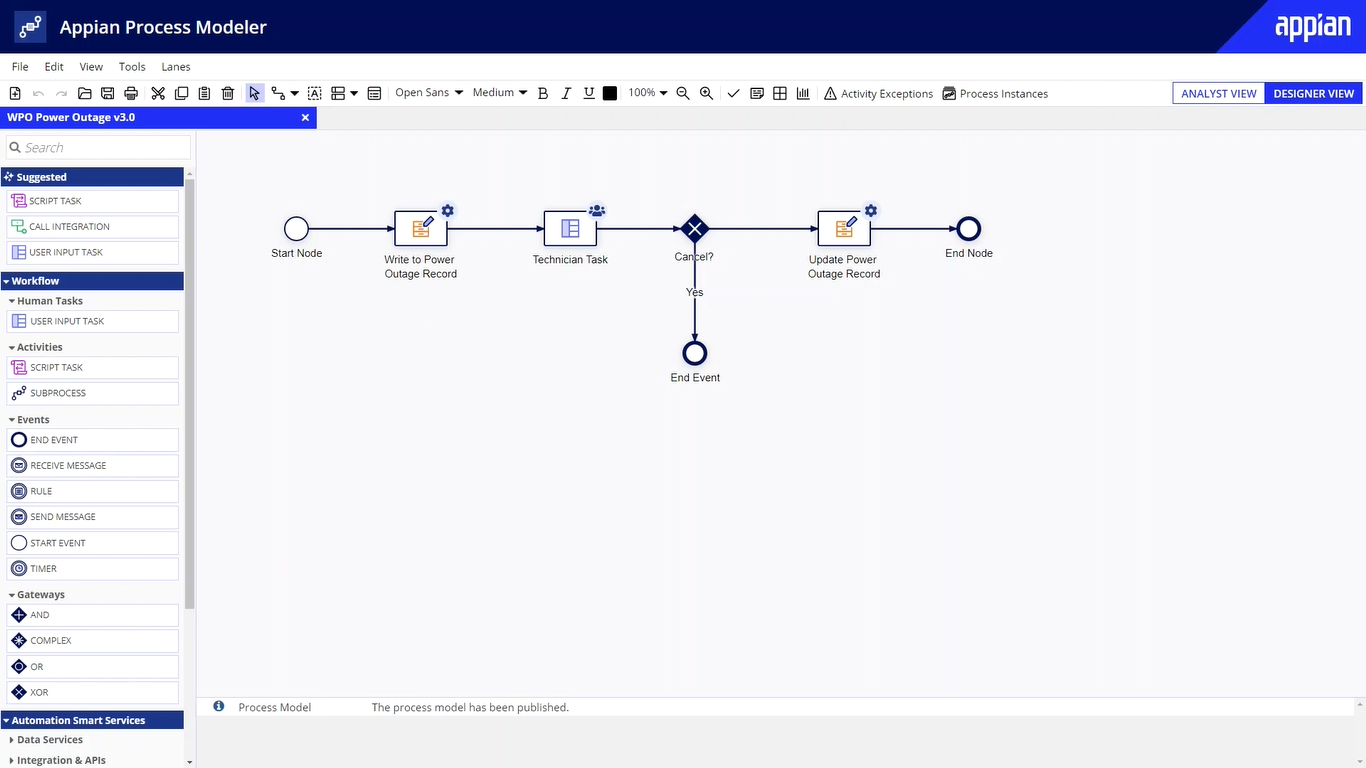 Appian Process Modeler
appian
File Edit View Tools Lanes
Open Sans Medium B I U 100% Activity Exceptions Process Instances ANALYST VIEW DESIGNER VIEW
WPO Power Outage v3.0
Search
Suggested
SCRIPT TASK
CALL INTEGRATION
USER INPUT TASK
Workflow
Human Tasks
USER INPUT TASK
Activities
SCRIPT TASK
SUBPROCESS
Events
END EVENT
RECEIVE MESSAGE
RULE
SEND MESSAGE
START EVENT
TIMER
Gateways
AND
COMPLEX
OR
XOR
Automation Smart Services
Data Services
Integration & APIs
Start Node
Write to Power
Outage Record
Technician Task
Cancel?
Yes
End Event
Update Power
Outage Record
End Node
Process Model The process model has been published.